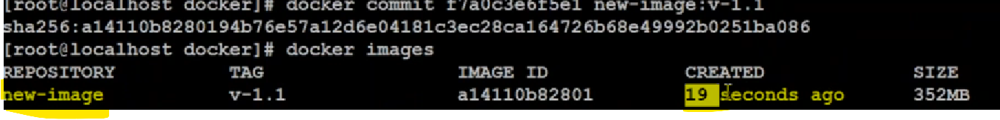 [root@localhost docker]# docker commit f7a0c3e6f5e1 new-image:v-1.1
sha256:a14110b8280194b76e57a12d6e04181c3ec28ca164726b68e49992b0251ba086
[root@localhost docker]# docker images
REPOSITORY TAG IMAGE ID CREATED SIZE
new-image v-1.1 a14110b82801 19 seconds ago 352MB